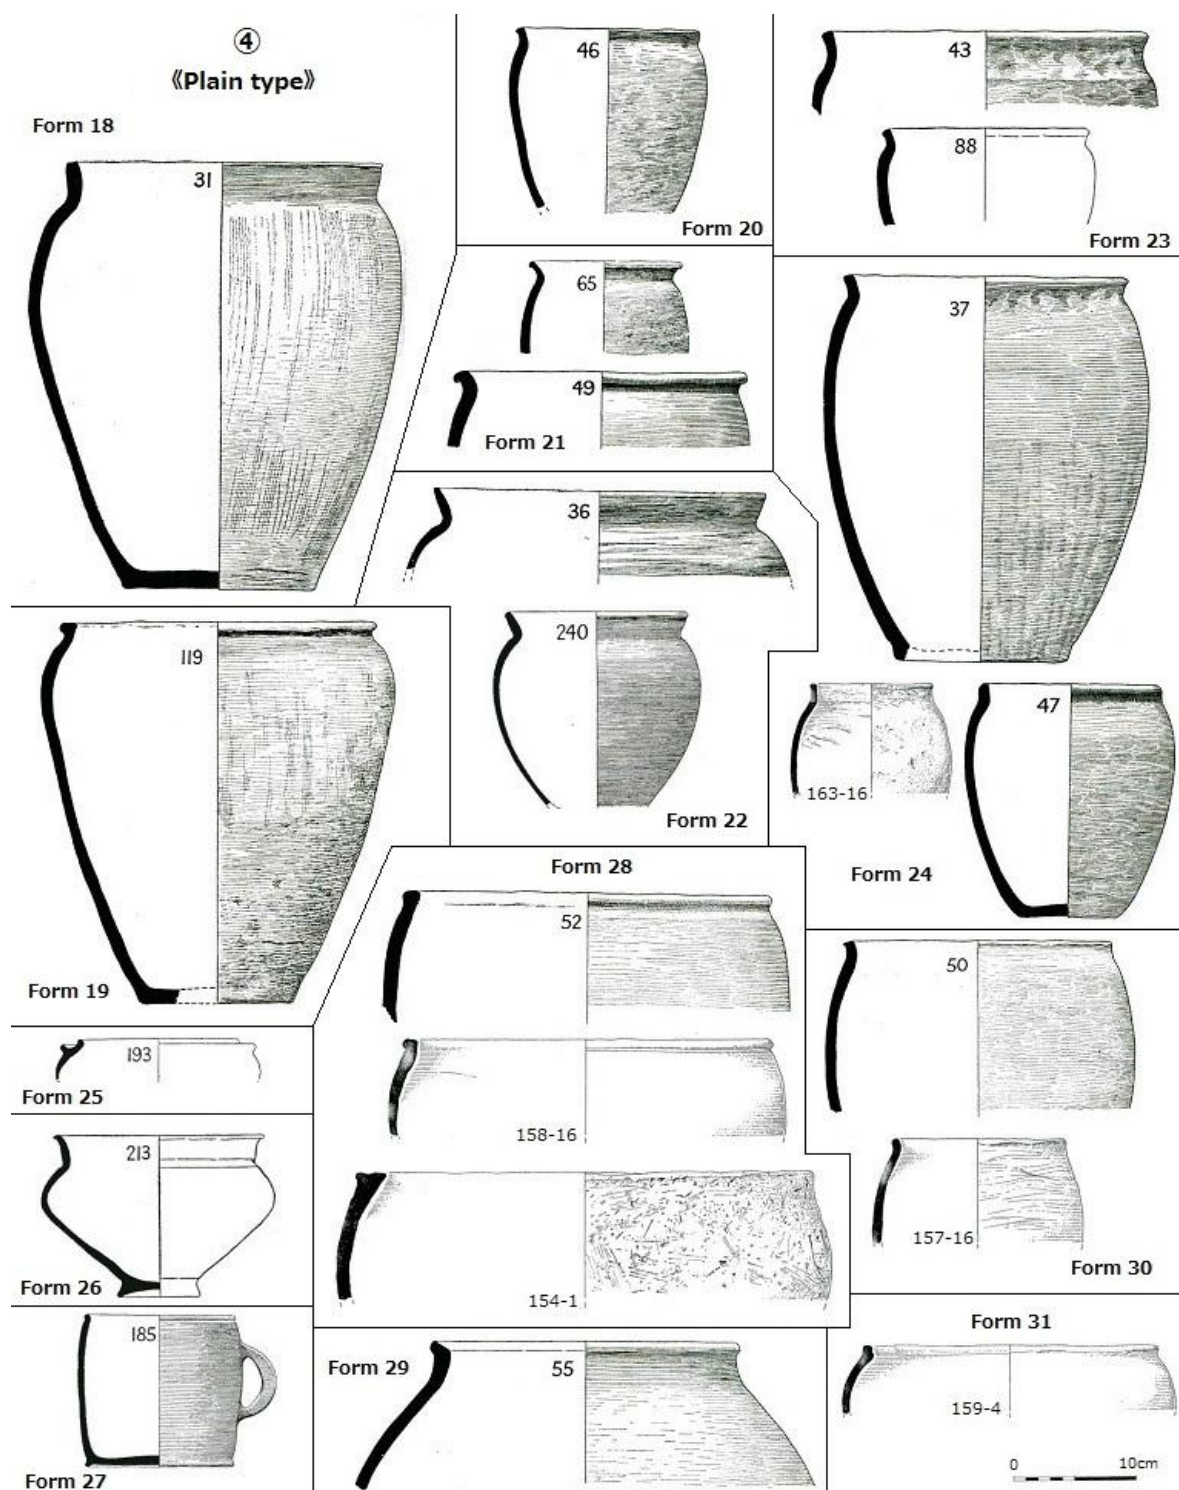 ④
《Plain type》
Form 18
31
46
Form 20
43
88
Form 23
65
49
Form 21
37
36
240
Form 22
119
Form 19
163-16
47
Form 24
Form 28
52
158-16
154-1
50
157-16
Form 30
193
Form 25
213
Form 26
185
Form 27
Form 29
55
Form 31
159-4
0 10cm